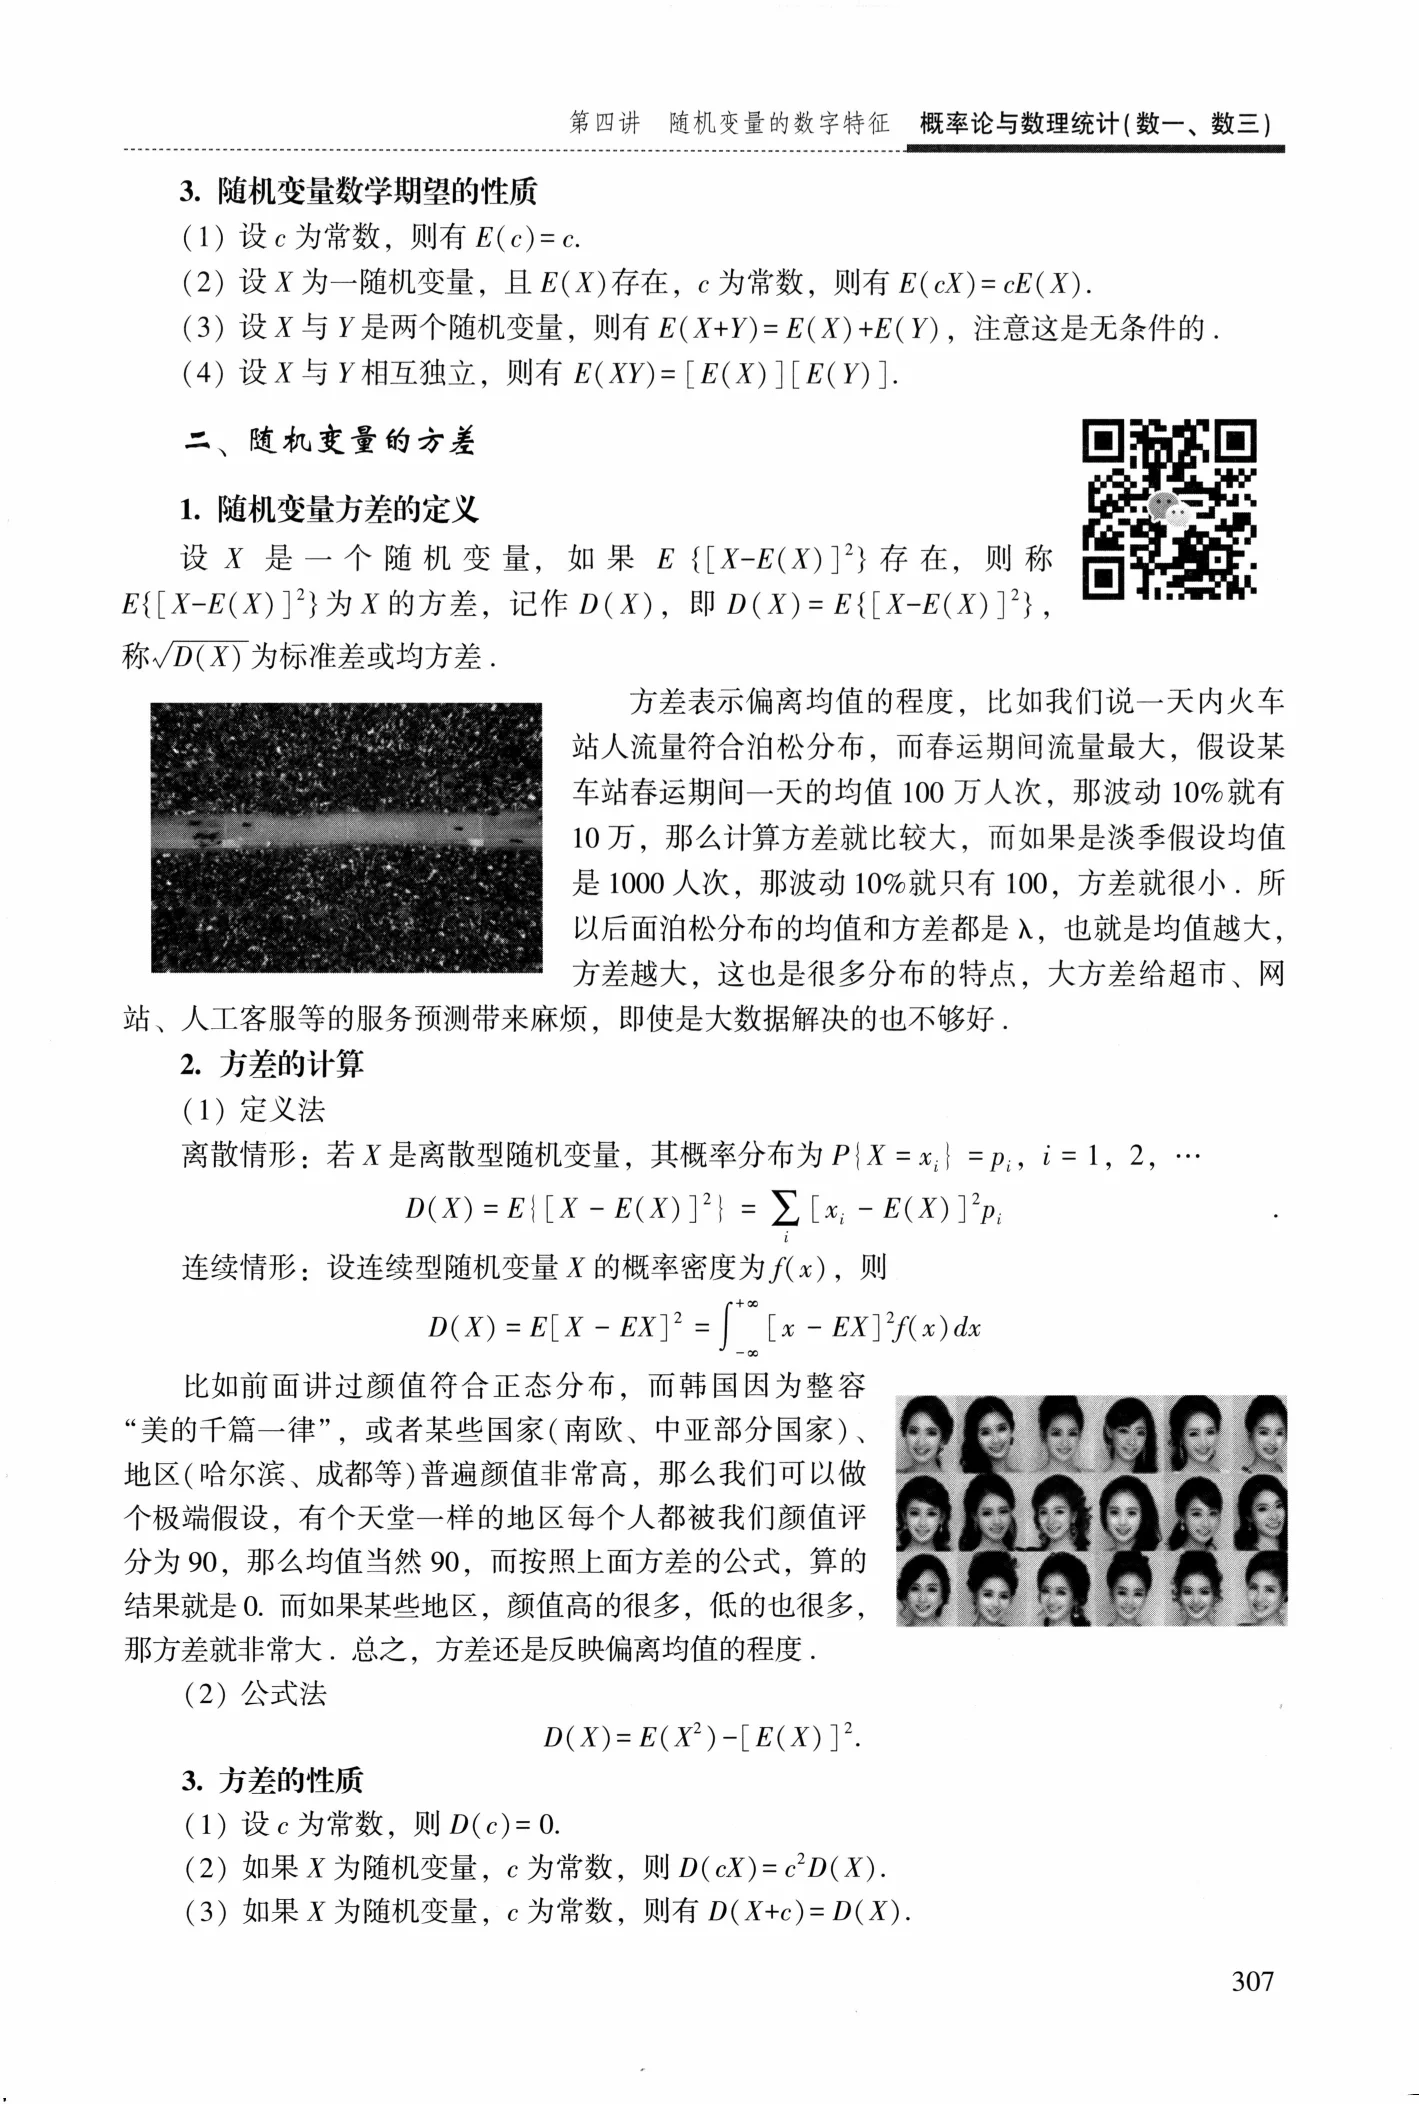 第四讲 随机变量的数字特征 概率论与数理统计(数一、数三)
3. 随机变量数学期望的性质
(1) 设 c 为常数，则有 E(c)= c.
(2) 设 X 为一随机变量，且 E(X)存在，c 为常数，则有 E(cX)= cE(X).
(3) 设 X 与 Y 是两个随机变量，则有 E(X+Y)= E(X)+E(Y)，注意这是无条件的.
(4) 设 X 与 Y 相互独立，则有 E(XY)= [E(X)][E(Y)].
二、随机变量的方差
1. 随机变量方差的定义
设 X 是一个随机变量，如果 E {[X-E(X)]²} 存在，则称
E{[X-E(X)]²}为 X 的方差，记作 D(X)，即 D(X)= E{[X-E(X)]²}，
称√D(X)为标准差或均方差.
方差表示偏离均值的程度，比如我们说一天内火车
站人流量符合泊松分布，而春运期间流量最大，假设某
车站春运期间一天的均值 100 万人次，那波动 10%就有
10 万，那么计算方差就比较大，而如果是淡季假设均值
是 1000 人次，那波动 10%就只有 100，方差就很小. 所
以后面泊松分布的均值和方差都是 λ，也就是均值越大，
方差越大，这也是很多分布的特点，大方差给超市、网
站、人工客服等的服务预测带来麻烦，即使是大数据解决的也不够好.
2. 方差的计算
(1) 定义法
离散情形：若 X 是离散型随机变量，其概率分布为 P{X = xᵢ} = pᵢ，i = 1，2，…
D(X) = E{[X - E(X)]²} = ∑ᵢ [xᵢ - E(X)]²pᵢ
连续情形：设连续型随机变量 X 的概率密度为 f(x)，则
D(X) = E[X - EX]² = ∫₋∞^+∞ [x - EX]²f(x)dx
比如前面讲过颜值符合正态分布，而韩国因为整容
“美的千篇一律”，或者某些国家(南欧、中亚部分国家)、
地区(哈尔滨、成都等)普遍颜值非常高，那么我们可以做
个极端假设，有个天堂一样的地区每个人都被我们颜值评
分为 90，那么均值当然 90，而按照上面方差的公式，算的
结果就是 0. 而如果某些地区，颜值高的很多，低的也很多，
那方差就非常大. 总之，方差还是反映偏离均值的程度.
(2) 公式法
D(X)= E(X²)-[E(X)]².
3. 方差的性质
(1) 设 c 为常数，则 D(c)= 0.
(2) 如果 X 为随机变量，c 为常数，则 D(cX)= c²D(X).
(3) 如果 X 为随机变量，c 为常数，则有 D(X+c)= D(X).
307